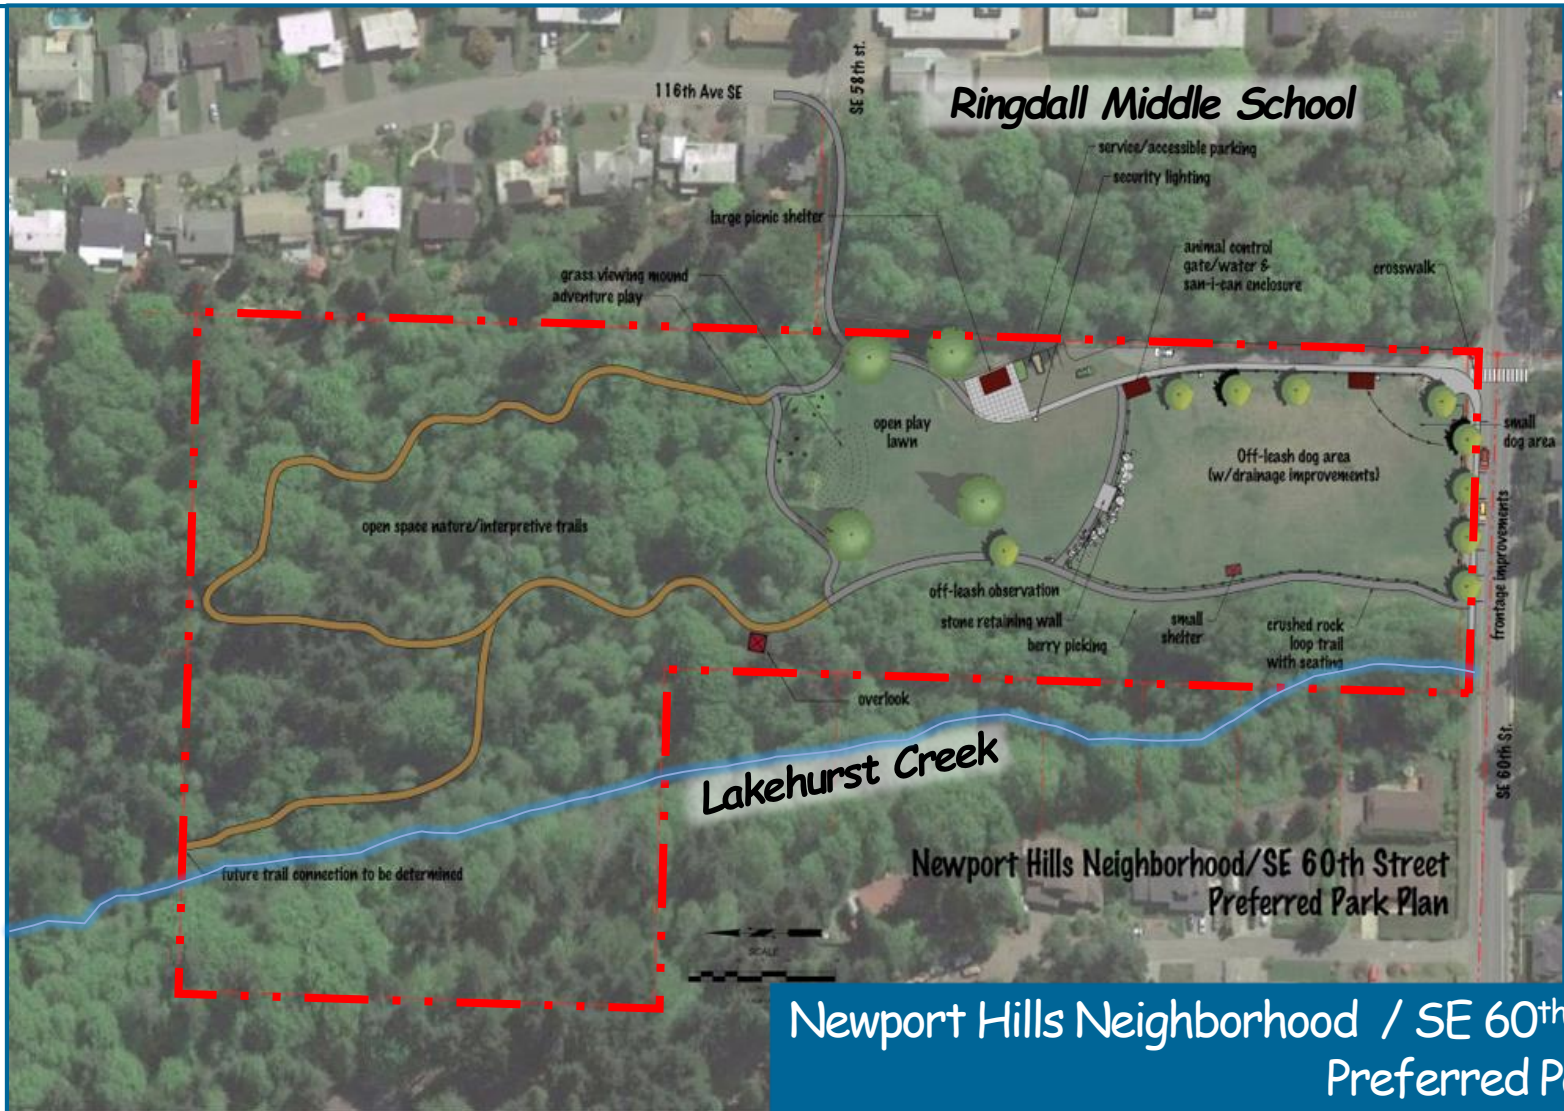 116th Ave SE
SE 58th st.
Ringdall Middle School
service/accessible parking
security lighting
large picnic shelter
animal control
gate/water &
san-i-can enclosure
crosswalk
grass viewing mound
adventure play
open play
lawn
small
dog area
Off-leash dog area
(w/drainage improvements)
open space nature/interpretive trails
frontage improvements
off-leash observation
stone retaining wall
berry picking
small
shelter
crushed rock
loop trail
with seating
overlook
SE 60th St.
Lakehurst Creek
future trail connection to be determined
Newport Hills Neighborhood/SE 60th Street
Preferred Park Plan
SCALE
Newport Hills Neighborhood / SE 60th
Preferred P